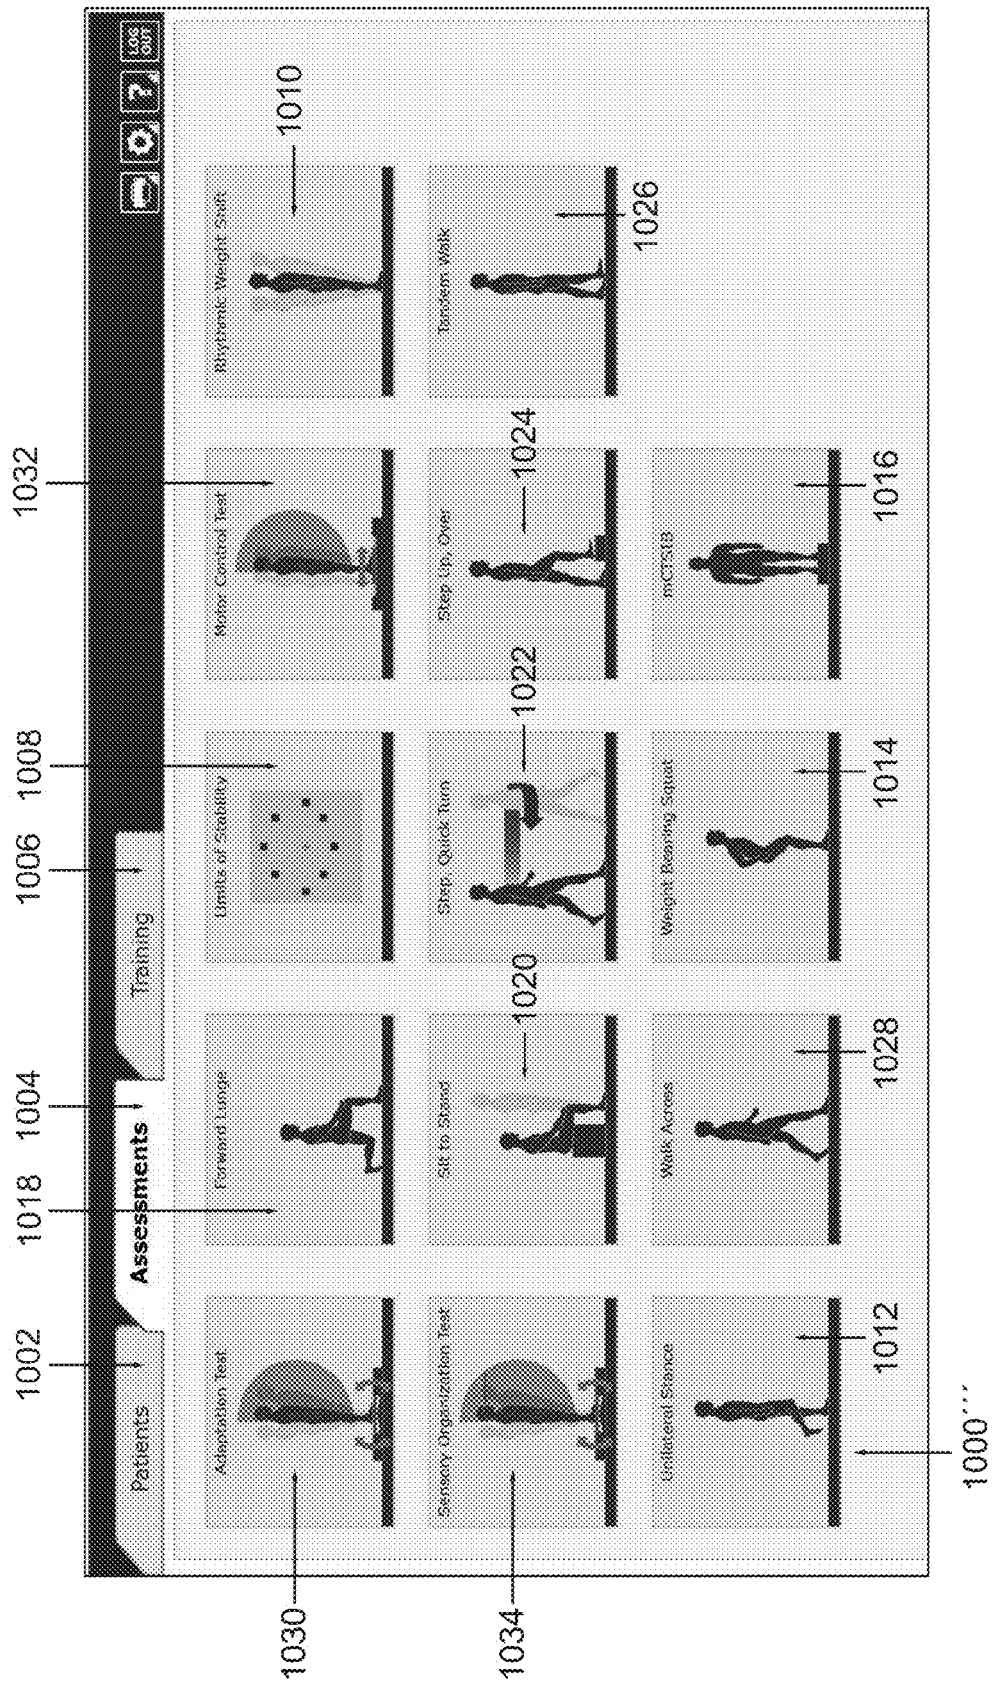 1002
1018
1004
1006
1008
1032
Patients
Assessments
Training
?
LOG
OUT
1030
Adaptation Test
Forward Lunge
Limits of Stability
Motor Control Test
Rhythmic Weight Shift
1010
1034
Sensory Organization Test
Sit to Stand
Step, Quick Turn
Step Up, Over
Tandem Walk
1020
1022
1024
1026
Unilateral Stance
Walk Across
Weight Bearing Squat
mCTSIB
1012
1028
1014
1016
1000'''